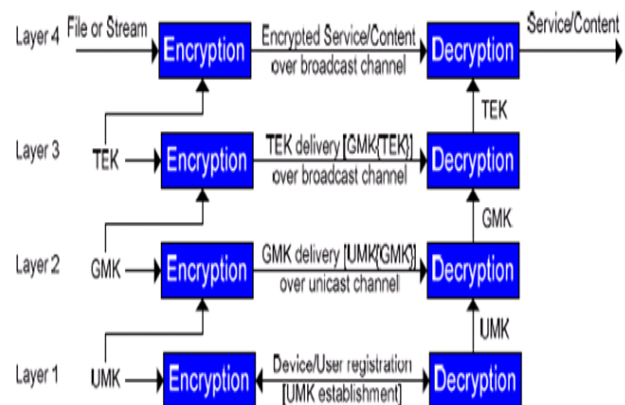 Layer 4
File or Stream
Encryption
Encrypted Service/Content
over broadcast channel
Decryption
Service/Content
TEK
Layer 3
TEK
Encryption
TEK delivery [GMK{TEK}]
over broadcast channel
Decryption
GMK
Layer 2
GMK
Encryption
GMK delivery [UMK{GMK}]
over unicast channel
Decryption
UMK
Layer 1
UMK
Encryption
Device/User registration
[UMK establishment]
Decryption